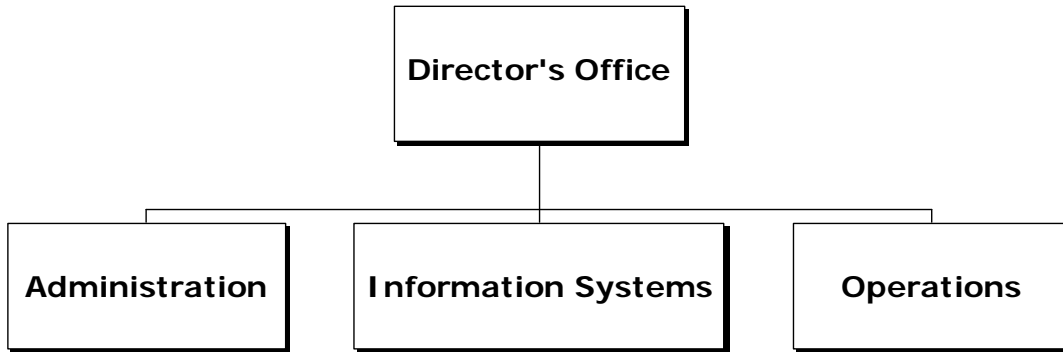 Director's Office
Administration
Information Systems
Operations